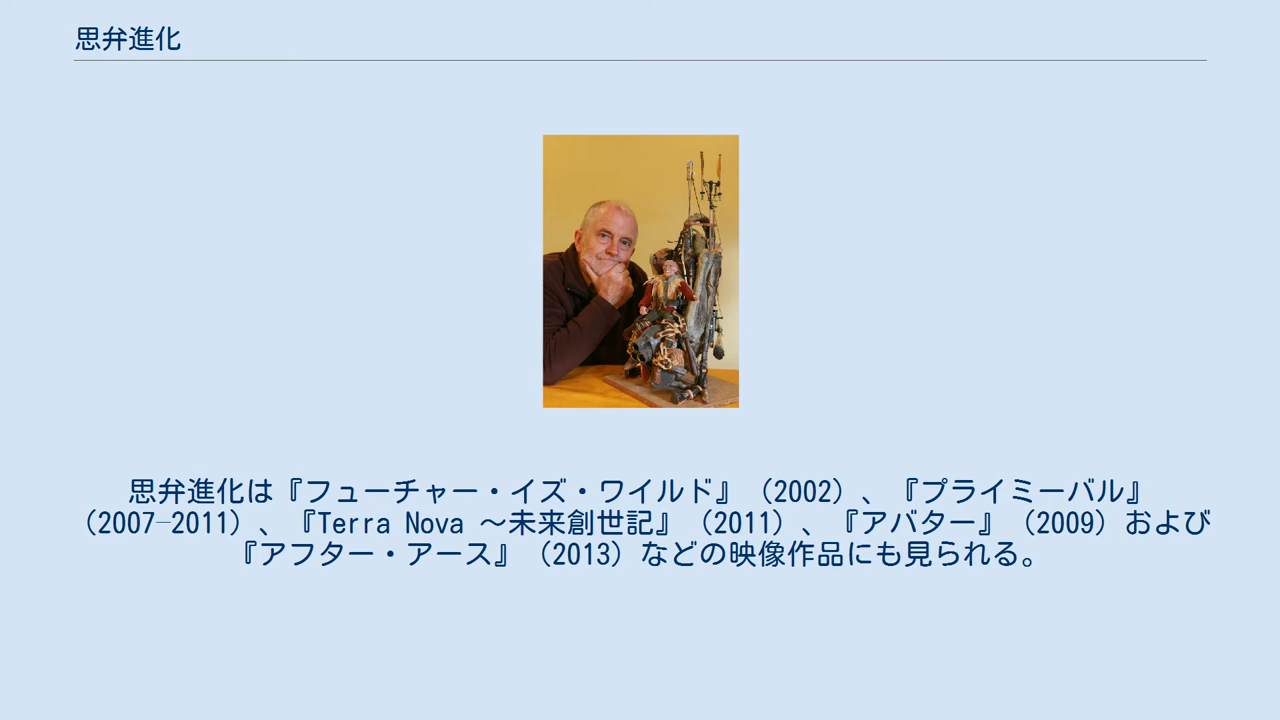 思弁進化
思弁進化は『フューチャー・イズ・ワイルド』（2002）、『プライミーバル』
（2007–2011）、『Terra Nova ～未来創世記』（2011）、『アバター』（2009）および
『アフター・アース』（2013）などの映像作品にも見られる。